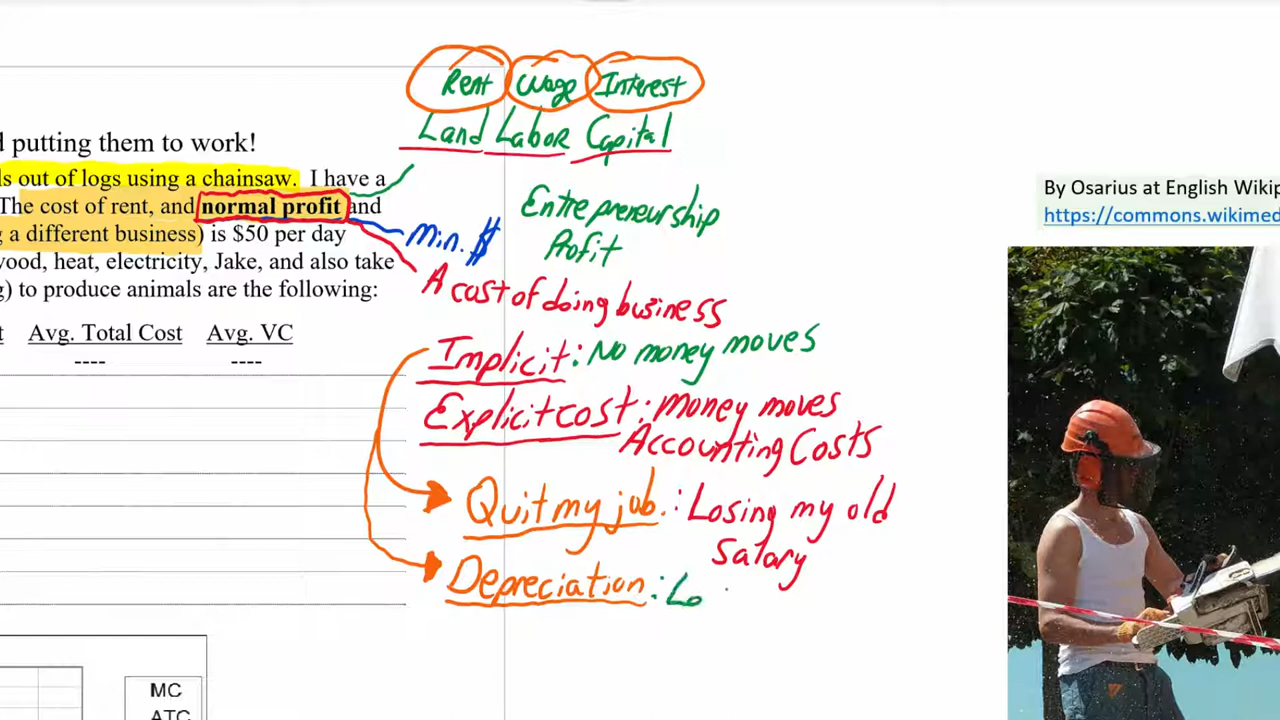 Rent Wage Interest
Land Labor Capital
d putting them to work!
ls out of logs using a chainsaw. I have a
The cost of rent, and normal profit and
g a different business) is $50 per day
wood, heat, electricity, Jake, and also take
g) to produce animals are the following:
t Avg. Total Cost Avg. VC
---- ----
Entrepreneurship
Profit
Min. $
A cost of doing business
Implicit: No money moves
Explicit cost: Money moves
Accounting Costs
Quit my job.: Losing my old
Salary
Depreciation: Lo
MC
ATC
By Osarius at English Wikip
https://commons.wikimed